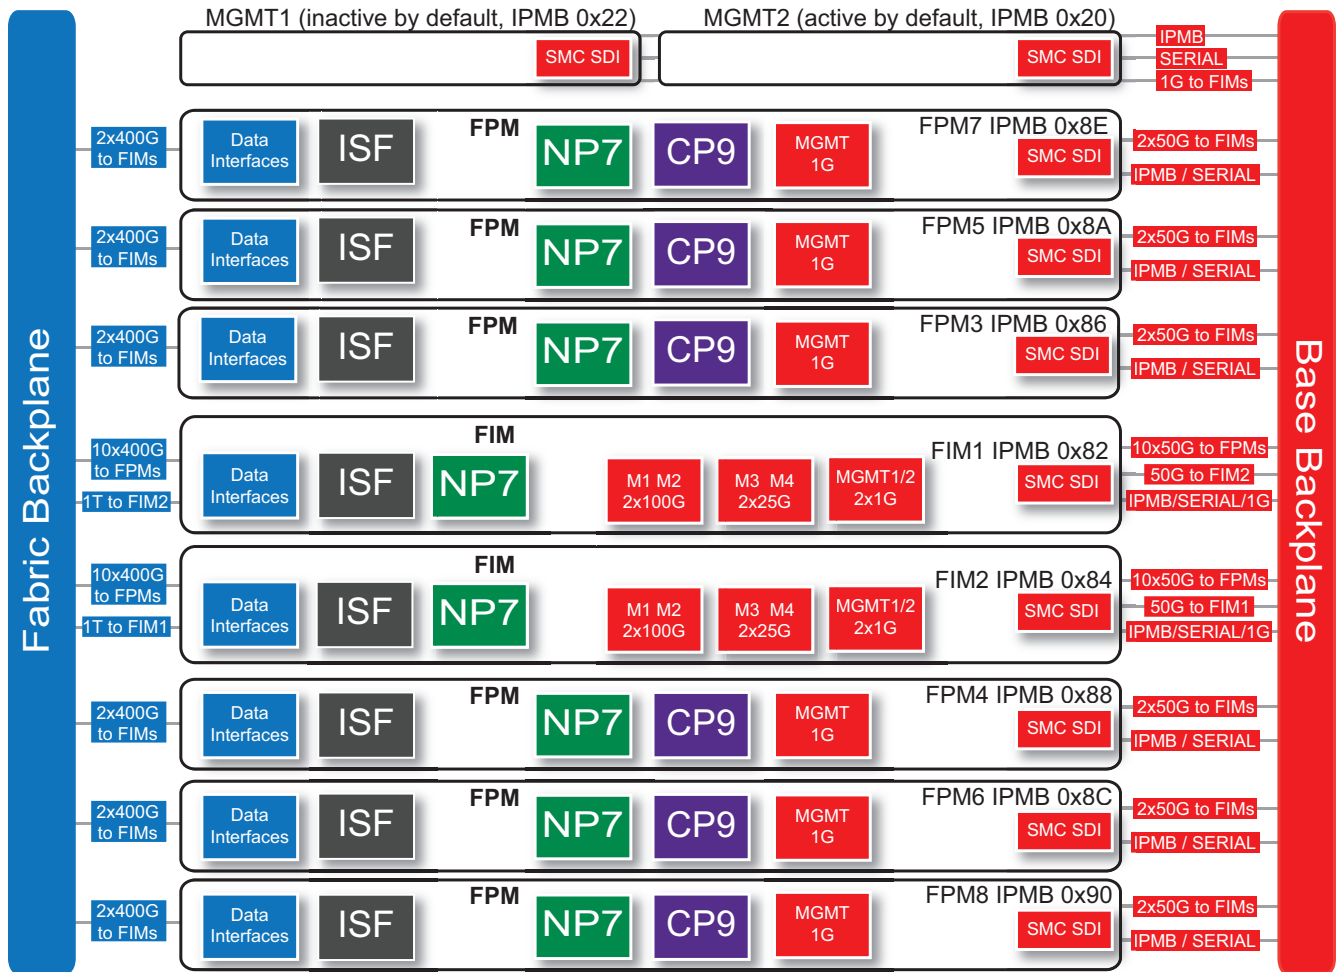 MGMT1 (inactive by default, IPMB 0x22)
MGMT2 (active by default, IPMB 0x20)
SMC SDI
SMC SDI
IPMB
SERIAL
1G to FIMs
Fabric Backplane
Base Backplane
2x400G
to FIMs
Data
Interfaces
ISF
FPM
NP7
CP9
MGMT
1G
FPM7 IPMB 0x8E
SMC SDI
2x50G to FIMs
IPMB / SERIAL
2x400G
to FIMs
Data
Interfaces
ISF
FPM
NP7
CP9
MGMT
1G
FPM5 IPMB 0x8A
SMC SDI
2x50G to FIMs
IPMB / SERIAL
2x400G
to FIMs
Data
Interfaces
ISF
FPM
NP7
CP9
MGMT
1G
FPM3 IPMB 0x86
SMC SDI
2x50G to FIMs
IPMB / SERIAL
10x400G
to FPMs
1T to FIM2
Data
Interfaces
ISF
FIM
NP7
M1 M2
2x100G
M3 M4
2x25G
MGMT1/2
2x1G
FIM1 IPMB 0x82
SMC SDI
10x50G to FPMs
50G to FIM2
IPMB/SERIAL/1G
10x400G
to FPMs
1T to FIM1
Data
Interfaces
ISF
FIM
NP7
M1 M2
2x100G
M3 M4
2x25G
MGMT1/2
2x1G
FIM2 IPMB 0x84
SMC SDI
10x50G to FPMs
50G to FIM1
IPMB/SERIAL/1G
2x400G
to FIMs
Data
Interfaces
ISF
FPM
NP7
CP9
MGMT
1G
FPM4 IPMB 0x88
SMC SDI
2x50G to FIMs
IPMB / SERIAL
2x400G
to FIMs
Data
Interfaces
ISF
FPM
NP7
CP9
MGMT
1G
FPM6 IPMB 0x8C
SMC SDI
2x50G to FIMs
IPMB / SERIAL
2x400G
to FIMs
Data
Interfaces
ISF
FPM
NP7
CP9
MGMT
1G
FPM8 IPMB 0x90
SMC SDI
2x50G to FIMs
IPMB / SERIAL